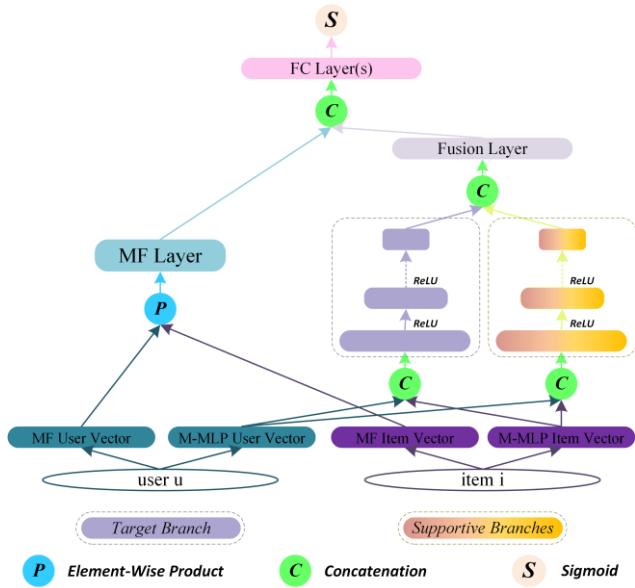 S
FC Layer(s)
C
Fusion Layer
C
MF Layer
ReLU
ReLU
ReLU
ReLU
P
C
C
MF User Vector
M-MLP User Vector
MF Item Vector
M-MLP Item Vector
user u
item i
Target Branch
Supportive Branches
P Element-Wise Product
C Concatenation
S Sigmoid